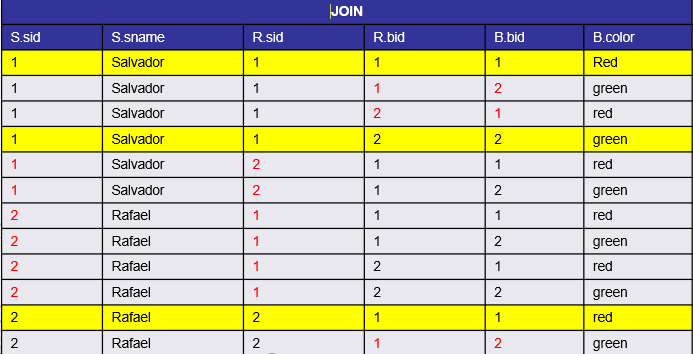 JOIN
S.sid S.sname R.sid R.bid B.bid B.color
1 Salvador 1 1 1 Red
1 Salvador 1 1 2 green
1 Salvador 1 2 1 red
1 Salvador 1 2 2 green
1 Salvador 2 1 1 red
1 Salvador 2 1 2 green
2 Rafael 1 1 1 red
2 Rafael 1 1 2 green
2 Rafael 1 2 1 red
2 Rafael 1 2 2 green
2 Rafael 2 1 1 red
2 Rafael 2 1 2 green